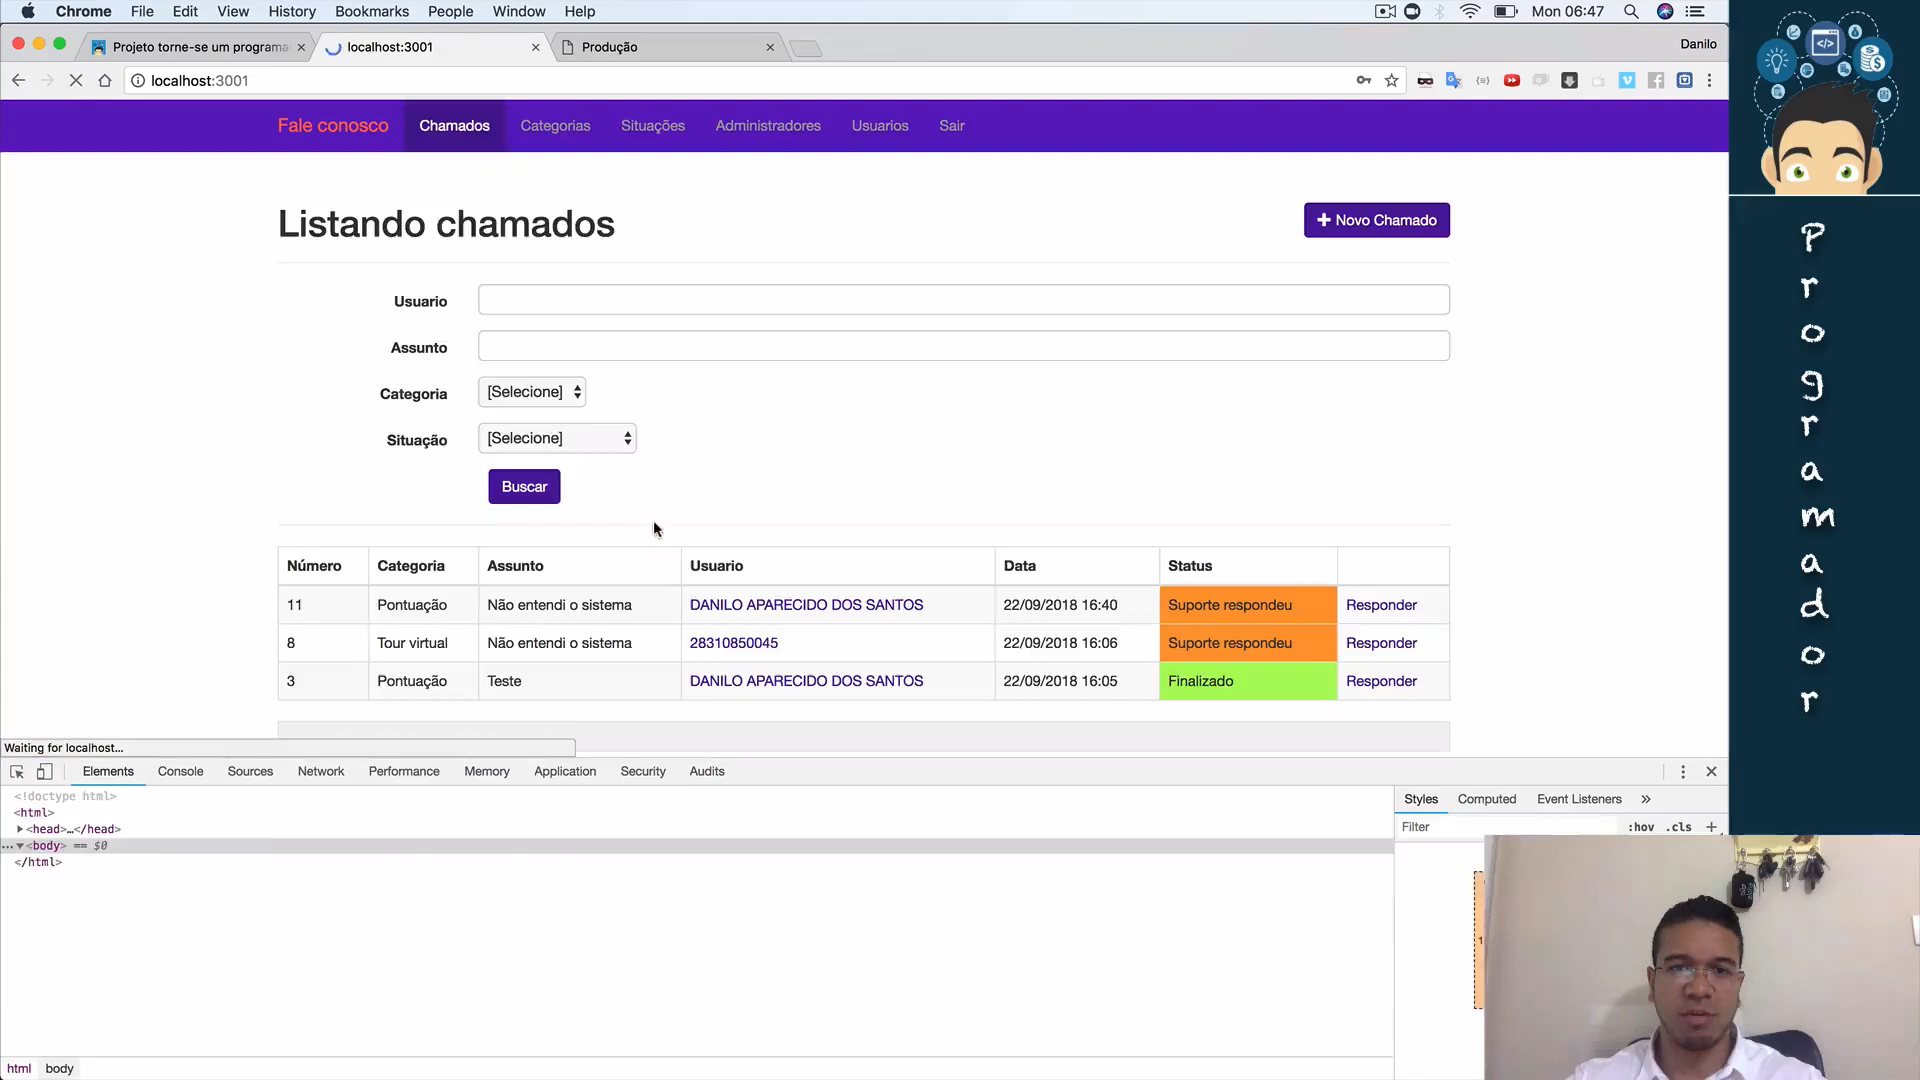 Chrome File Edit View History Bookmarks People Window Help Mon 06:47
Projeto torne-se um programa localhost:3001 Produção Danilo
localhost:3001
Fale conosco Chamados Categorias Situações Administradores Usuarios Sair
Listando chamados
Novo Chamado
Usuario
Assunto
Categoria [Selecione]
Situação [Selecione]
Buscar
Número Categoria Assunto Usuario Data Status
11 Pontuação Não entendi o sistema DANILO APARECIDO DOS SANTOS 22/09/2018 16:40 Suporte respondeu Responder
8 Tour virtual Não entendi o sistema 28310850045 22/09/2018 16:06 Suporte respondeu Responder
3 Pontuação Teste DANILO APARECIDO DOS SANTOS 22/09/2018 16:05 Finalizado Responder
Waiting for localhost...
Elements Console Sources Network Performance Memory Application Security Audits
<!doctype html>
<html>
<head>…</head>
<body> == $0
</html>
Styles Computed Event Listeners »
Filter :hov .cls +
html body
Programador